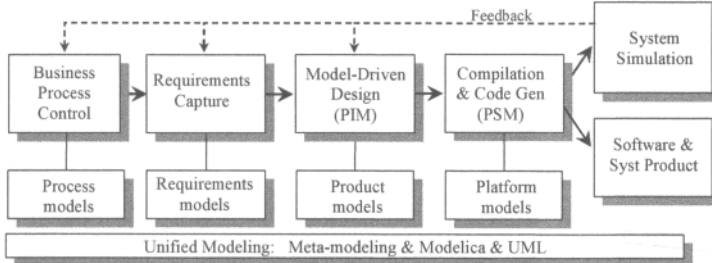 Feedback
Business
Process
Control
Requirements
Capture
Model-Driven
Design
(PIM)
Compilation
& Code Gen
(PSM)
System
Simulation
Software &
Syst Product
Process
models
Requirements
models
Product
models
Platform
models
Unified Modeling: Meta-modeling & Modelica & UML